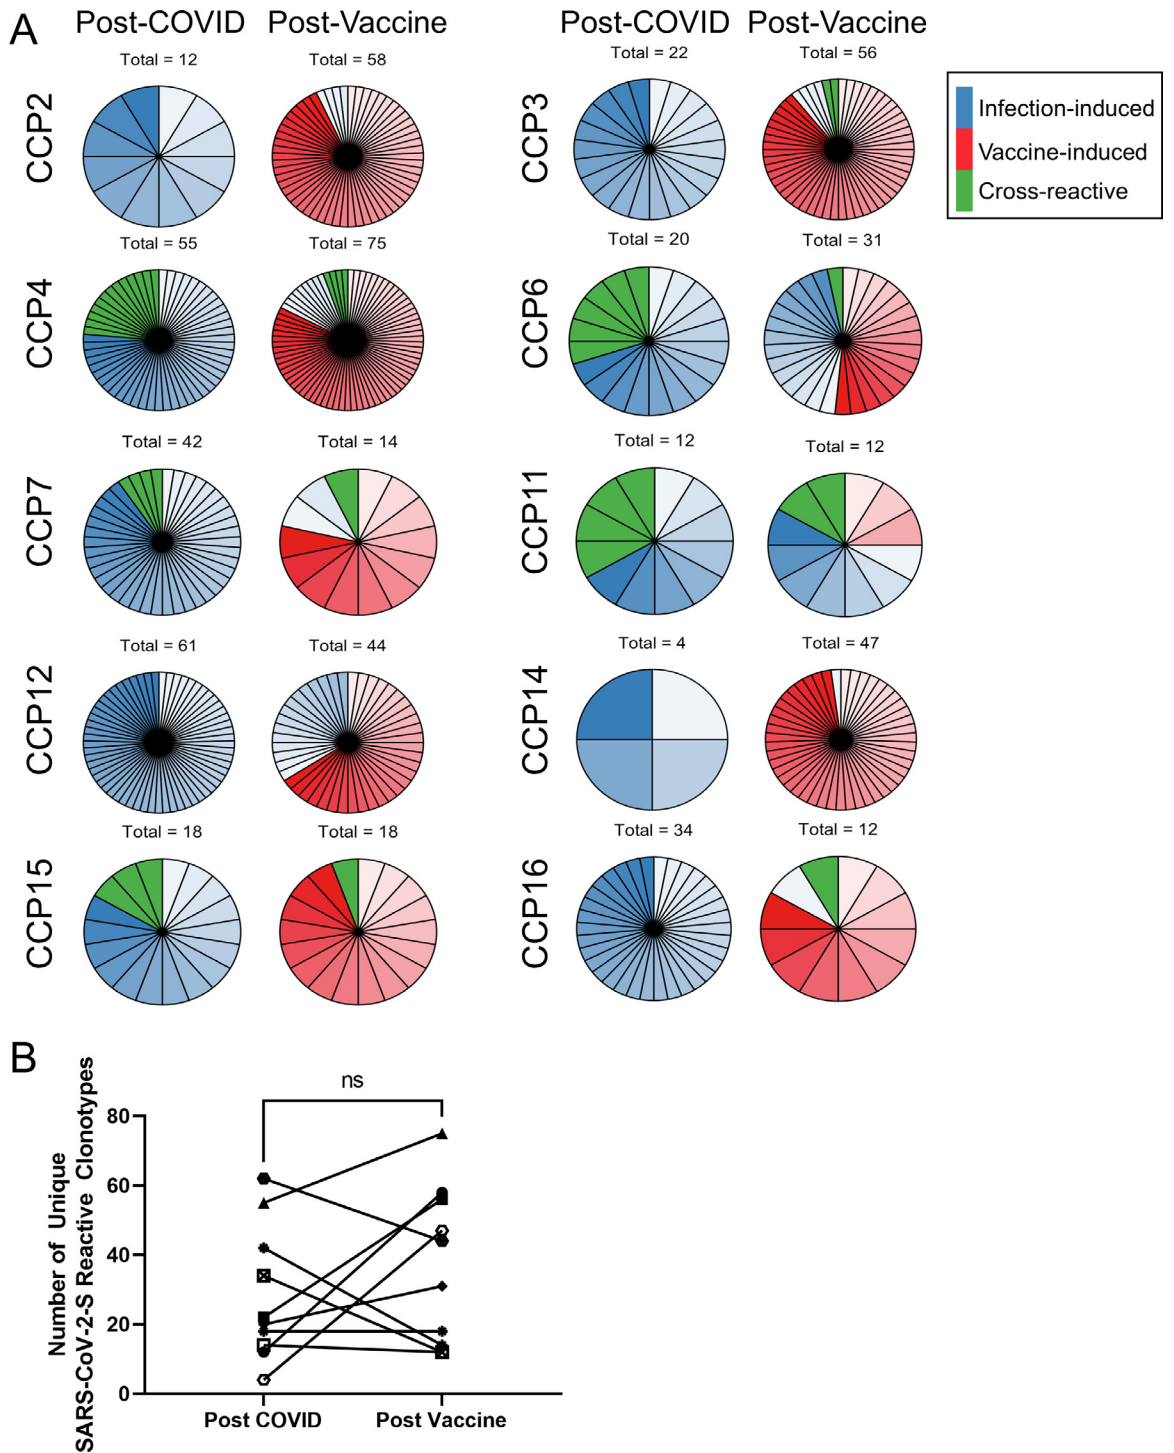 A
Post-COVID Post-Vaccine Post-COVID Post-Vaccine
Total = 12 Total = 58 Total = 22 Total = 56
CCP2 CCP3
Infection-induced
Vaccine-induced
Cross-reactive
Total = 55 Total = 75 Total = 20 Total = 31
CCP4 CCP6
Total = 42 Total = 14 Total = 12 Total = 12
CCP7 CCP11
Total = 61 Total = 44 Total = 4 Total = 47
CCP12 CCP14
Total = 18 Total = 18 Total = 34 Total = 12
CCP15 CCP16
B
Number of Unique
SARS-CoV-2-S Reactive Clonotypes
ns
80
60
40
20
0
Post COVID Post Vaccine